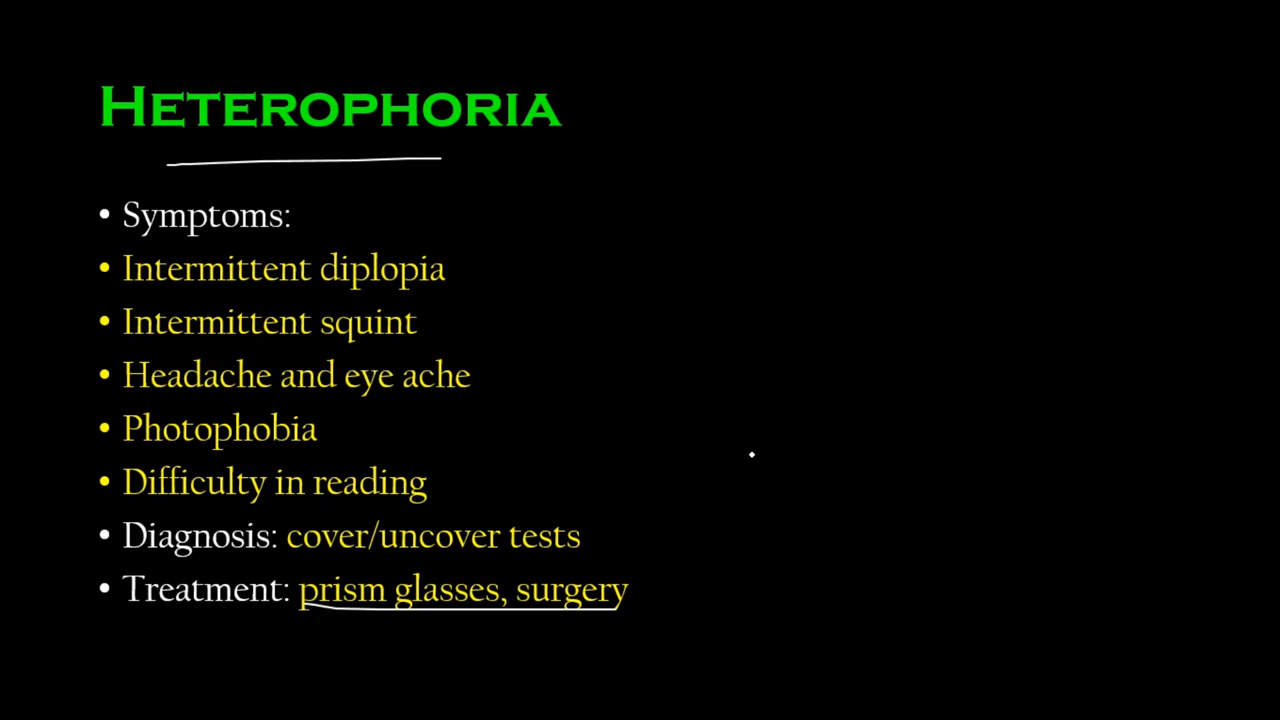 HETEROPHORIA
• Symptoms:
• Intermittent diplopia
• Intermittent squint
• Headache and eye ache
• Photophobia
• Difficulty in reading
• Diagnosis: cover/uncover tests
• Treatment: prism glasses, surgery